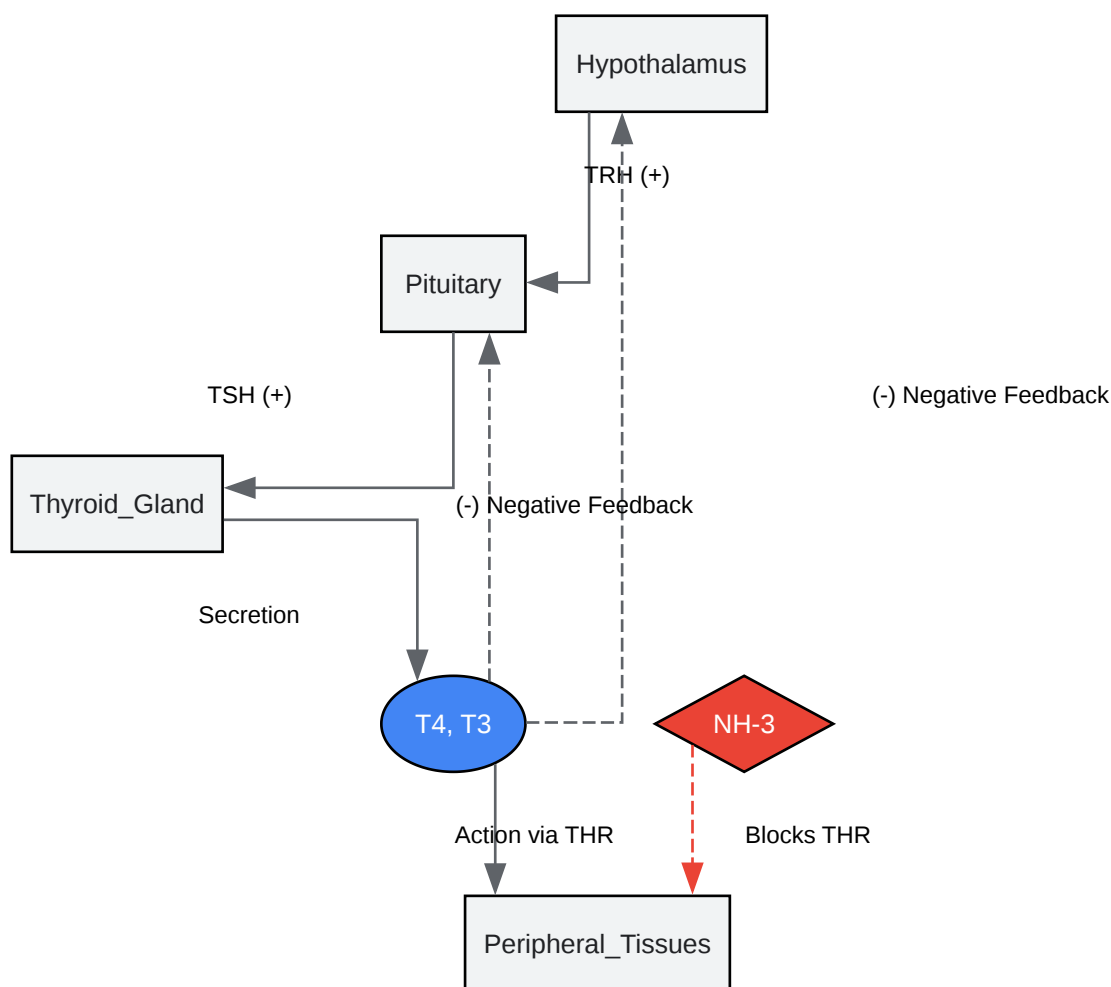 Hypothalamus
TRH (+)
Pituitary
TSH (+)
(-) Negative Feedback
Thyroid_Gland
(-) Negative Feedback
Secretion
T4, T3
NH-3
Action via THR
Blocks THR
Peripheral_Tissues